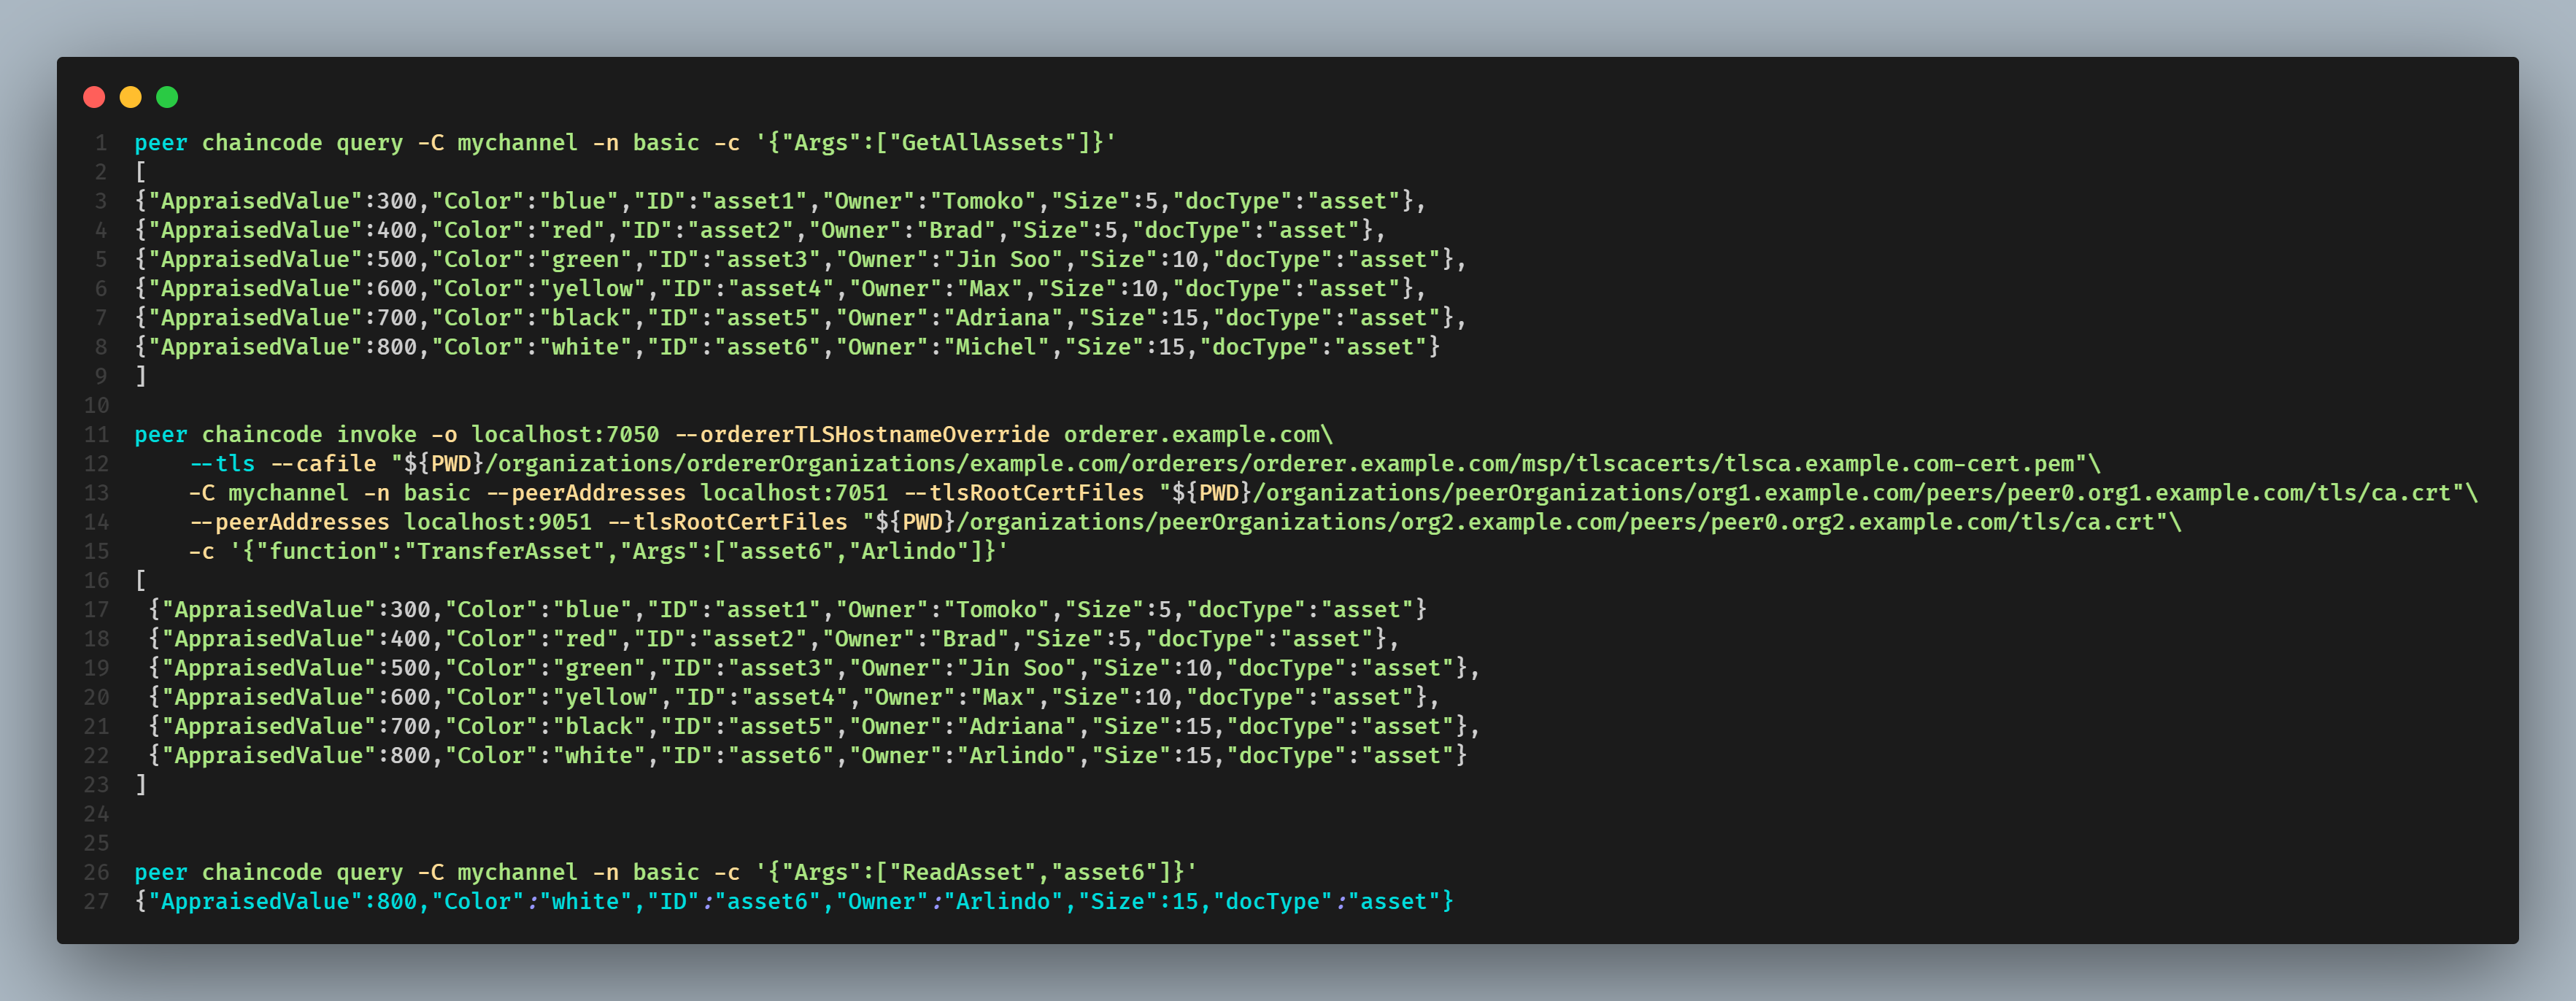 1 peer chaincode query -C mychannel -n basic -c '{"Args":["GetAllAssets"]}'
2 [
3 {"AppraisedValue":300,"Color":"blue","ID":"asset1","Owner":"Tomoko","Size":5,"docType":"asset"},
4 {"AppraisedValue":400,"Color":"red","ID":"asset2","Owner":"Brad","Size":5,"docType":"asset"},
5 {"AppraisedValue":500,"Color":"green","ID":"asset3","Owner":"Jin Soo","Size":10,"docType":"asset"},
6 {"AppraisedValue":600,"Color":"yellow","ID":"asset4","Owner":"Max","Size":10,"docType":"asset"},
7 {"AppraisedValue":700,"Color":"black","ID":"asset5","Owner":"Adriana","Size":15,"docType":"asset"},
8 {"AppraisedValue":800,"Color":"white","ID":"asset6","Owner":"Michel","Size":15,"docType":"asset"}
9 ]
10
11 peer chaincode invoke -o localhost:7050 --ordererTLSHostnameOverride orderer.example.com\
12     --tls --cafile "${PWD}/organizations/ordererOrganizations/example.com/orderers/orderer.example.com/msp/tlscacerts/tlsca.example.com-cert.pem"\
13     -C mychannel -n basic --peerAddresses localhost:7051 --tlsRootCertFiles "${PWD}/organizations/peerOrganizations/org1.example.com/peers/peer0.org1.example.com/tls/ca.crt"\
14     --peerAddresses localhost:9051 --tlsRootCertFiles "${PWD}/organizations/peerOrganizations/org2.example.com/peers/peer0.org2.example.com/tls/ca.crt"\
15     -c '{"function":"TransferAsset","Args":["asset6","Arlindo"]}'
16 [
17  {"AppraisedValue":300,"Color":"blue","ID":"asset1","Owner":"Tomoko","Size":5,"docType":"asset"}
18  {"AppraisedValue":400,"Color":"red","ID":"asset2","Owner":"Brad","Size":5,"docType":"asset"},
19  {"AppraisedValue":500,"Color":"green","ID":"asset3","Owner":"Jin Soo","Size":10,"docType":"asset"},
20  {"AppraisedValue":600,"Color":"yellow","ID":"asset4","Owner":"Max","Size":10,"docType":"asset"},
21  {"AppraisedValue":700,"Color":"black","ID":"asset5","Owner":"Adriana","Size":15,"docType":"asset"},
22  {"AppraisedValue":800,"Color":"white","ID":"asset6","Owner":"Arlindo","Size":15,"docType":"asset"}
23 ]
24
25
26 peer chaincode query -C mychannel -n basic -c '{"Args":["ReadAsset","asset6"]}'
27 {"AppraisedValue":800,"Color":"white","ID":"asset6","Owner":"Arlindo","Size":15,"docType":"asset"}